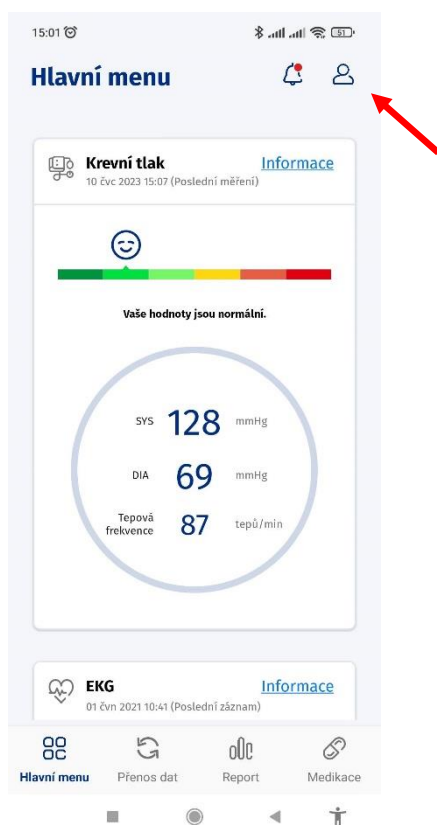 15:01
51
Hlavní menu
Krevní tlak
Informace
10 čvc 2023 15:07 (Poslední měření)
Vaše hodnoty jsou normální.
SYS 128 mmHg
DIA 69 mmHg
Tepová
frekvence 87 tepů/min
EKG
Informace
01 čvn 2021 10:41 (Poslední záznam)
Hlavní menu Přenos dat Report Medikace